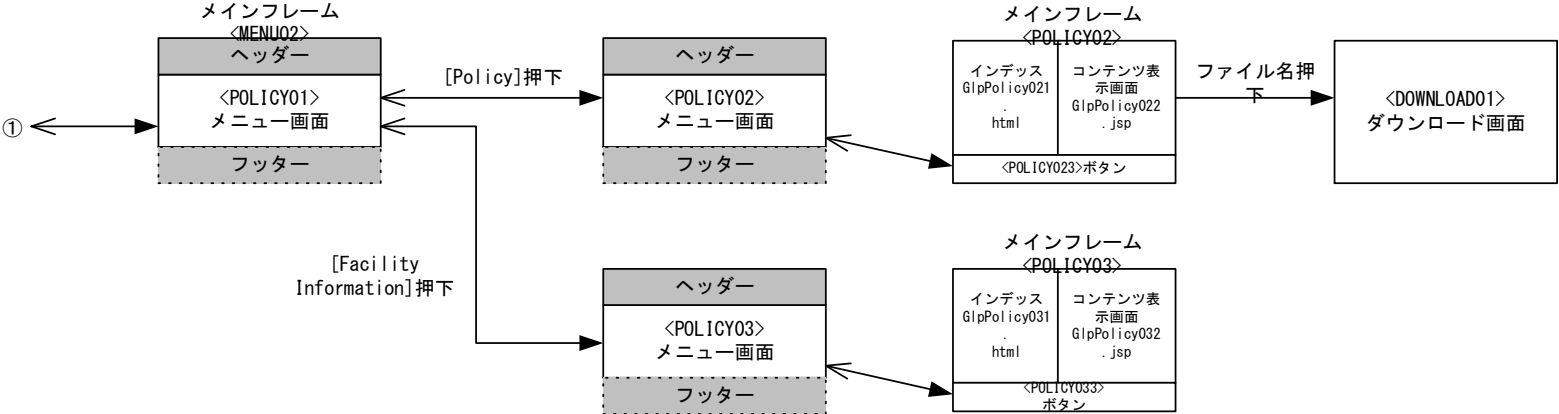 メインフレーム
<MENU02>
ヘッダー
<POLICY01>
メニュー画面
フッター
①
[Policy]押下
ヘッダー
<POLICY02>
メニュー画面
フッター
メインフレーム
<POLICY02>
インデックス
GlpPolicy021
.
html
コンテンツ表
示画面
GlpPolicy022
.jsp
<POLICY023>ボタン
ファイル名押
下
<DOWNLOAD01>
ダウンロード画面
[Facility
Information]押下
ヘッダー
<POLICY03>
メニュー画面
フッター
メインフレーム
<POLICY03>
インデックス
GlpPolicy031
.
html
コンテンツ表
示画面
GlpPolicy032
.jsp
<POLICY033>
ボタン